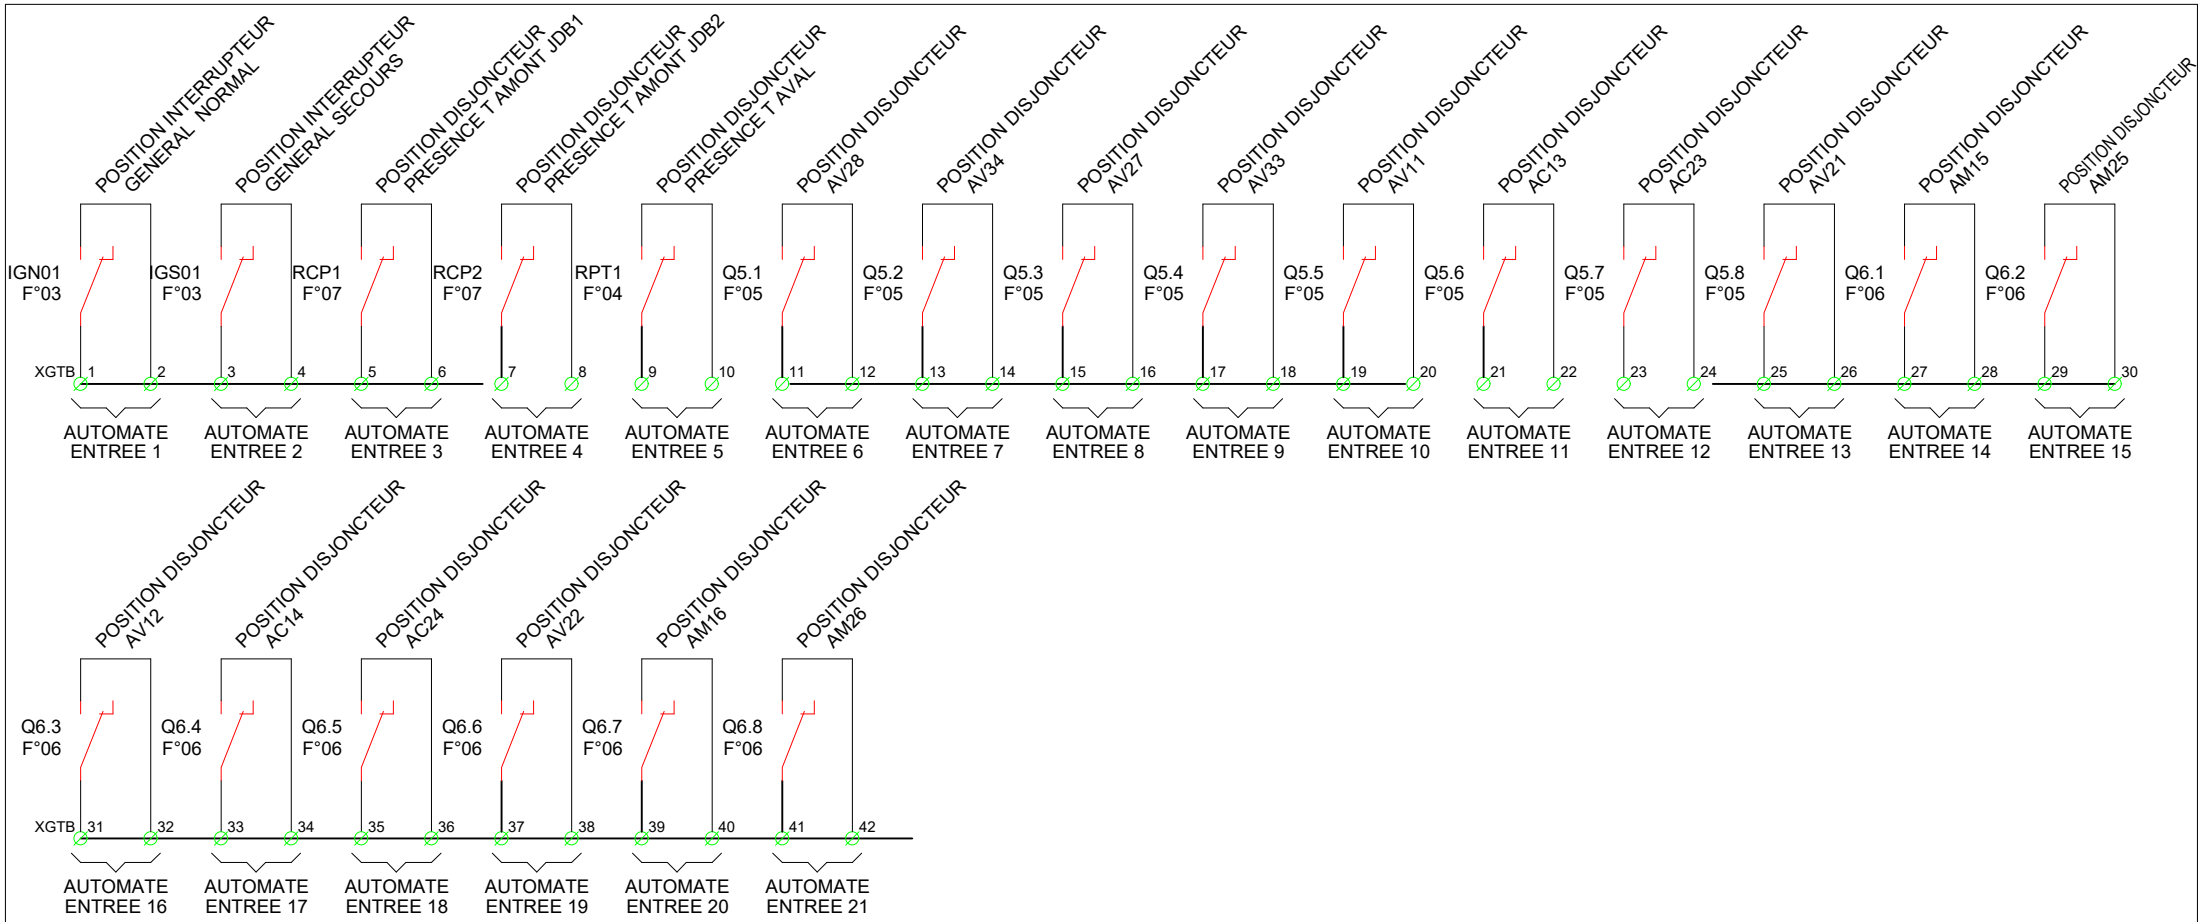 POSITION INTERRUPTEUR
GENERAL NORMAL
POSITION INTERRUPTEUR
GENERAL SECOURS
POSITION DISJONCTEUR
PRESENCE T AMONT JDB1
POSITION DISJONCTEUR
PRESENCE T AMONT JDB2
POSITION DISJONCTEUR
PRESENCE T AVAL
POSITION DISJONCTEUR
AV28
POSITION DISJONCTEUR
AV34
POSITION DISJONCTEUR
AV27
POSITION DISJONCTEUR
AV33
POSITION DISJONCTEUR
AV11
POSITION DISJONCTEUR
AC13
POSITION DISJONCTEUR
AC23
POSITION DISJONCTEUR
AV21
POSITION DISJONCTEUR
AM15
POSITION DISJONCTEUR
AM25
IGN01
F°03
IGS01
F°03
RCP1
F°07
RCP2
F°07
RPT1
F°04
Q5.1
F°05
Q5.2
F°05
Q5.3
F°05
Q5.4
F°05
Q5.5
F°05
Q5.6
F°05
Q5.7
F°05
Q5.8
F°05
Q6.1
F°06
Q6.2
F°06
XGTB 1 2 3 4 5 6 7 8 9 10 11 12 13 14 15 16 17 18 19 20 21 22 23 24 25 26 27 28 29 30
AUTOMATE
ENTREE 1
AUTOMATE
ENTREE 2
AUTOMATE
ENTREE 3
AUTOMATE
ENTREE 4
AUTOMATE
ENTREE 5
AUTOMATE
ENTREE 6
AUTOMATE
ENTREE 7
AUTOMATE
ENTREE 8
AUTOMATE
ENTREE 9
AUTOMATE
ENTREE 10
AUTOMATE
ENTREE 11
AUTOMATE
ENTREE 12
AUTOMATE
ENTREE 13
AUTOMATE
ENTREE 14
AUTOMATE
ENTREE 15
POSITION DISJONCTEUR
AV12
POSITION DISJONCTEUR
AC14
POSITION DISJONCTEUR
AC24
POSITION DISJONCTEUR
AV22
POSITION DISJONCTEUR
AM16
POSITION DISJONCTEUR
AM26
Q6.3
F°06
Q6.4
F°06
Q6.5
F°06
Q6.6
F°06
Q6.7
F°06
Q6.8
F°06
XGTB 31 32 33 34 35 36 37 38 39 40 41 42
AUTOMATE
ENTREE 16
AUTOMATE
ENTREE 17
AUTOMATE
ENTREE 18
AUTOMATE
ENTREE 19
AUTOMATE
ENTREE 20
AUTOMATE
ENTREE 21